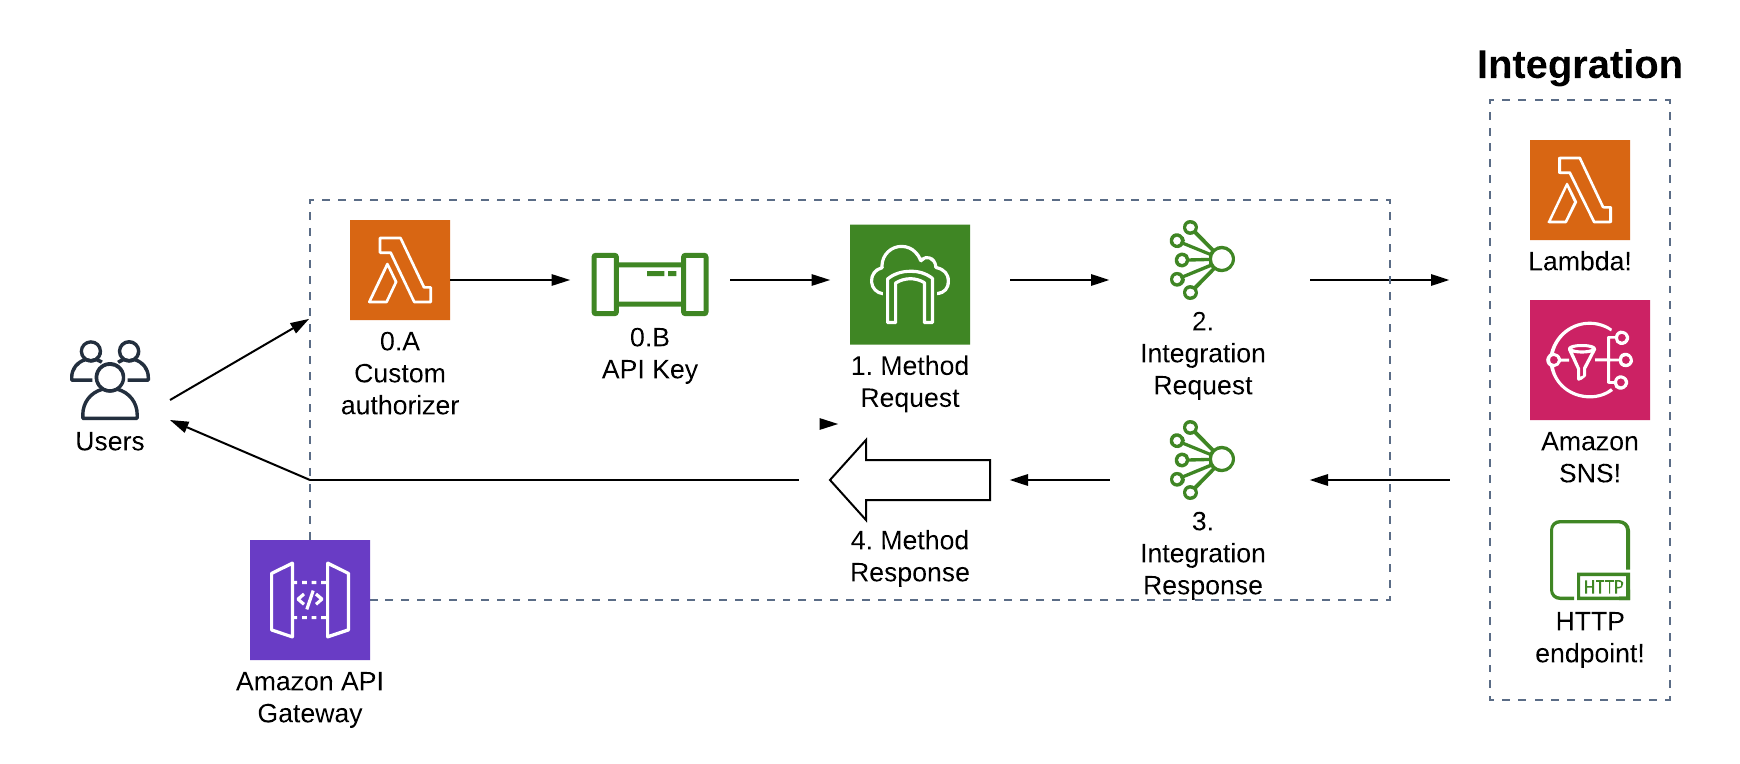 Integration
Users
0.A
Custom
authorizer
0.B
API Key
1. Method
Request
2.
Integration
Request
3.
Integration
Response
4. Method
Response
Amazon API
Gateway
Lambda!
Amazon
SNS!
HTTP
HTTP
endpoint!